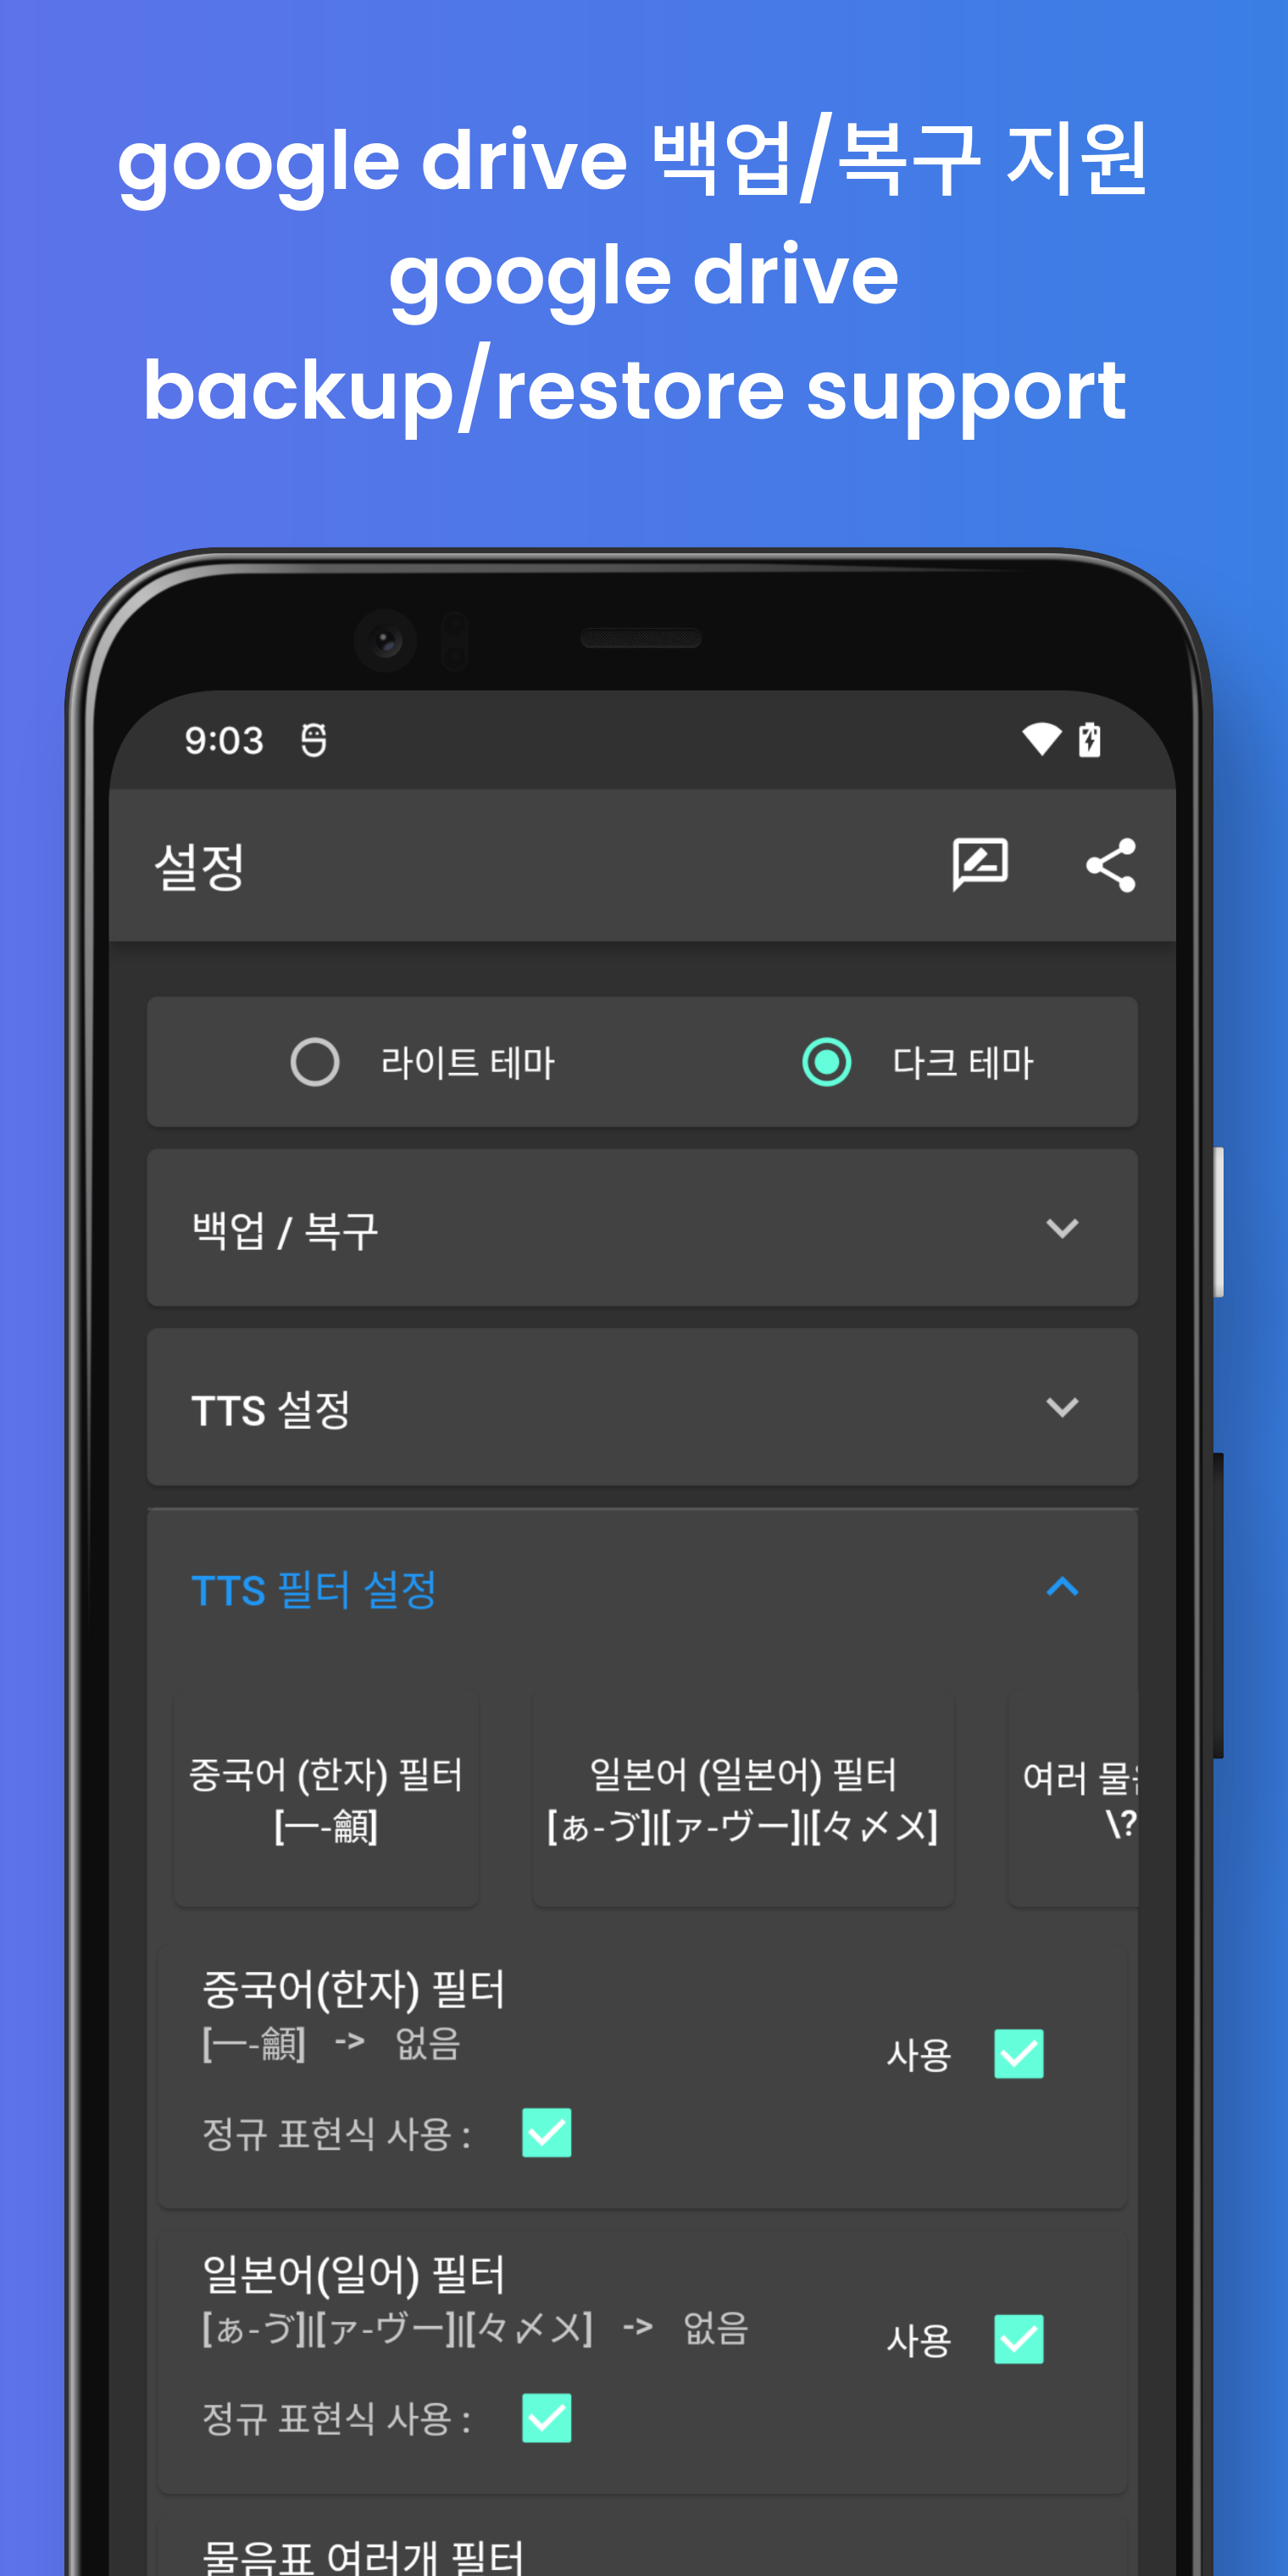 google drive 백업/복구 지원
google drive
backup/restore support
9:03
설정
라이트 테마
다크 테마
백업 / 복구
TTS 설정
TTS 필터 설정
중국어 (한자) 필터
[一-龥]
일본어 (일본어) 필터
[ぁ-ゔ]|[ァ-ヴー]|[々〆〤]
여러
\?
중국어(한자) 필터
[一-龥] -> 없음
사용
정규 표현식 사용 :
일본어(일어) 필터
[ぁ-ゔ]|[ァ-ヴー]|[々〆〤] -> 없음
사용
정규 표현식 사용 :
물음표 여러개 필터